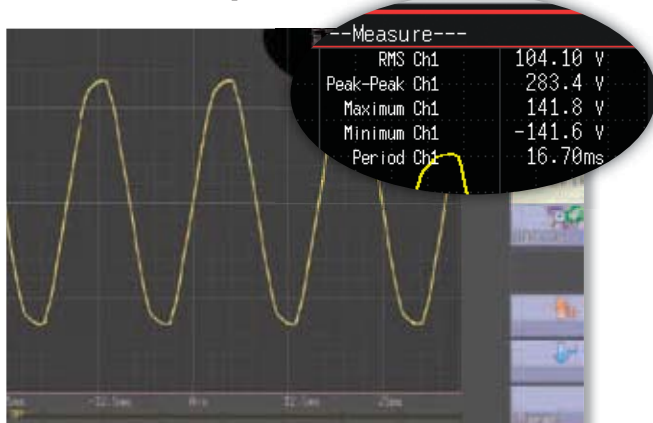 --Measure---
RMS Ch1 104.10 V
Peak-Peak Ch1 283.4 V
Maximum Ch1 141.8 V
Minimum Ch1 -141.6 V
Period Ch1 16.70ms
-12.5ms 0/s 12.5ms 25ms